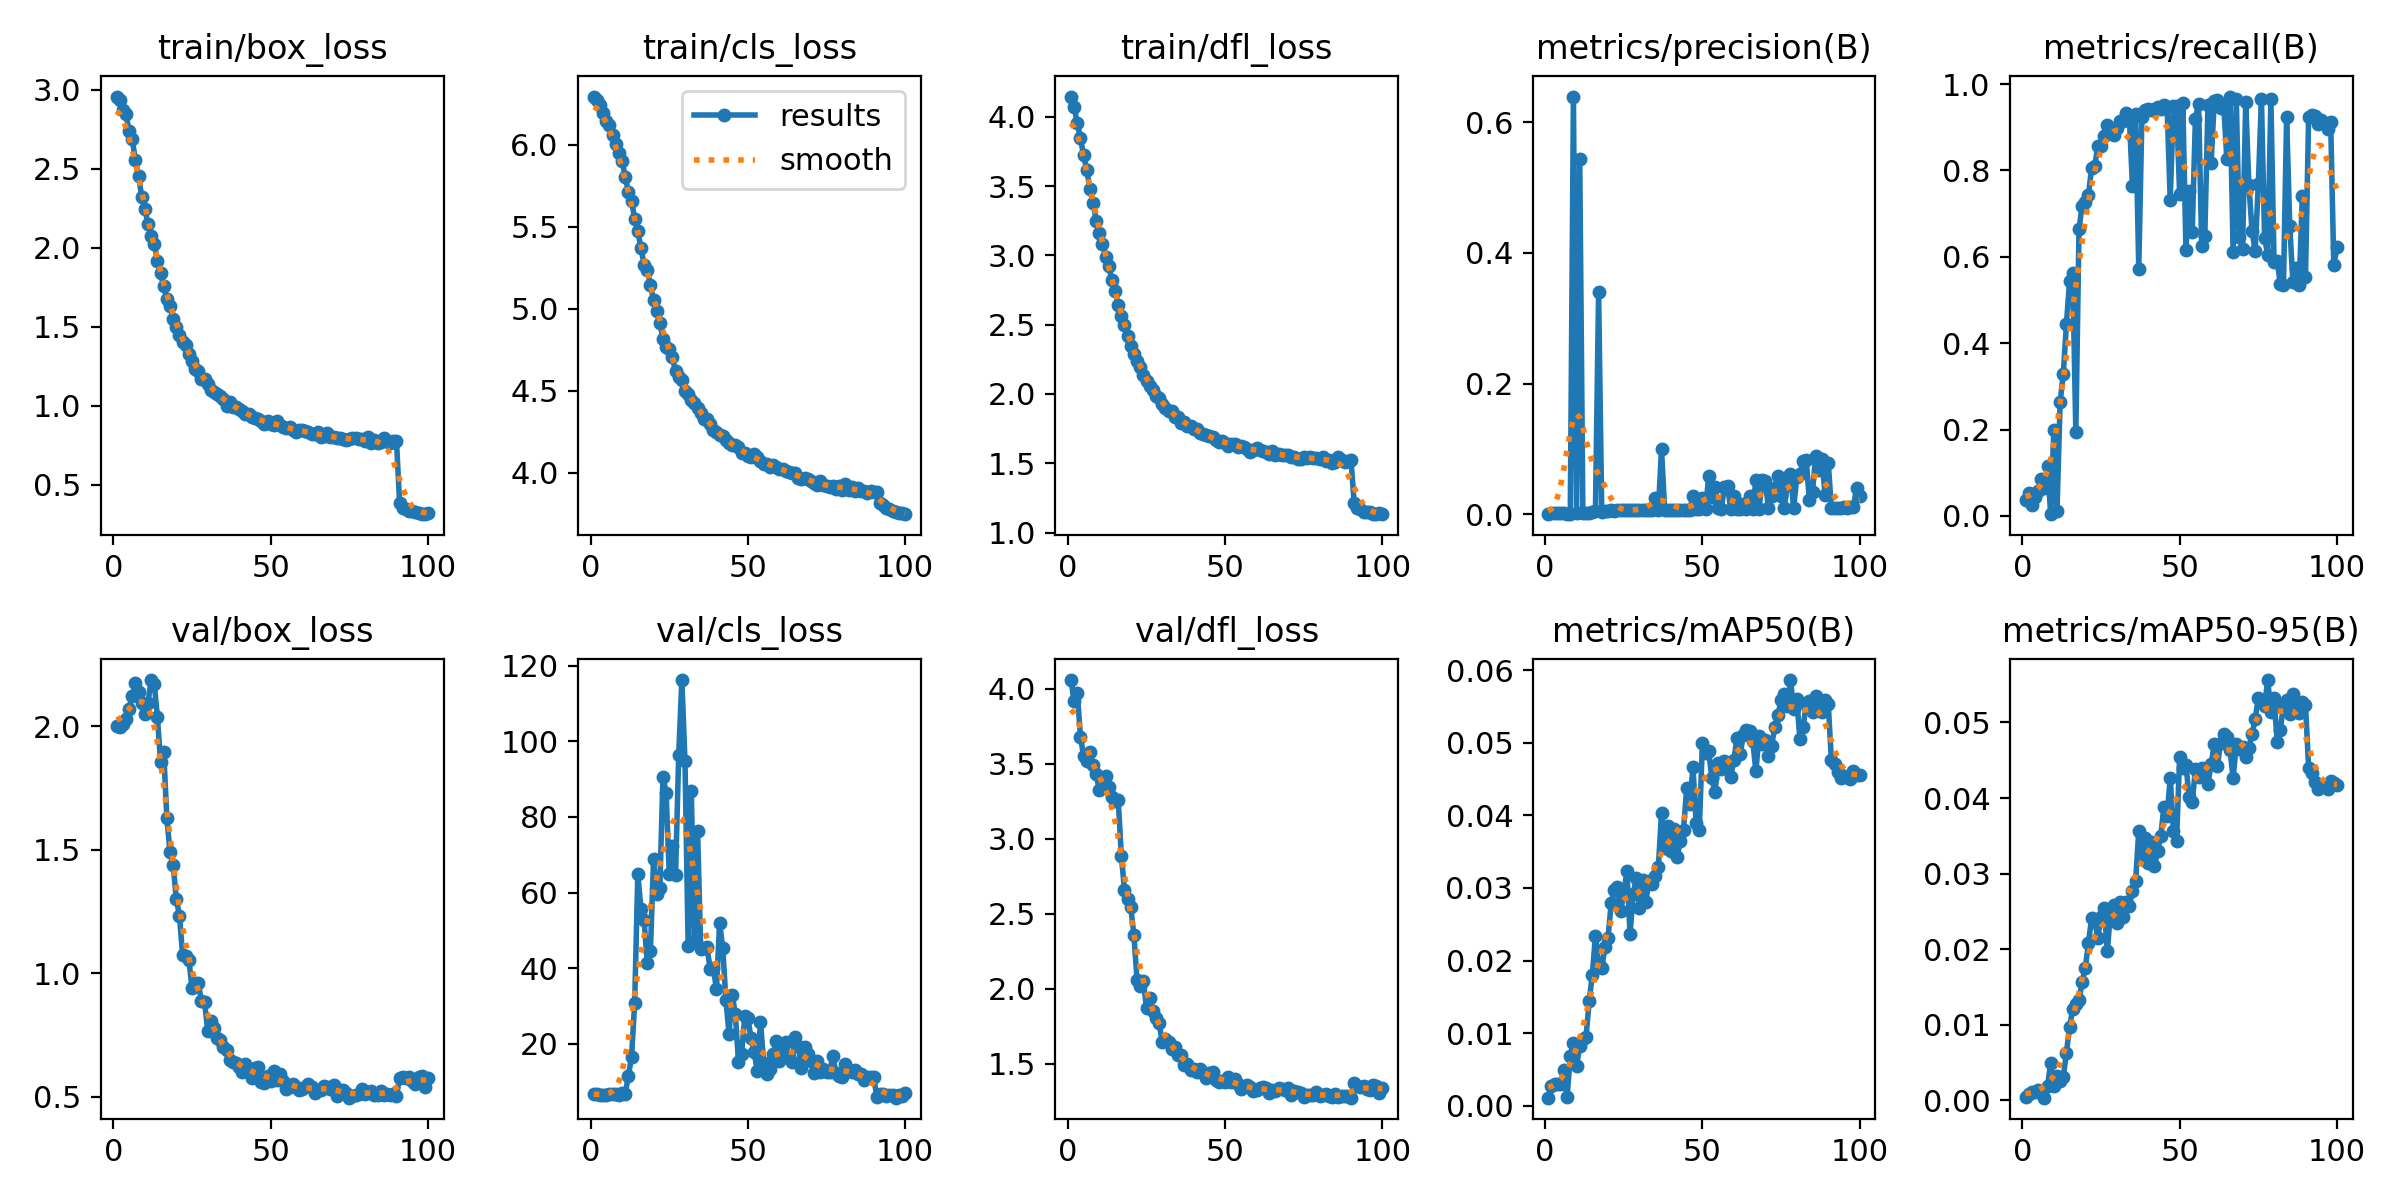 train/box_loss
3.0
2.5
2.0
1.5
1.0
0.5
0 50 100
train/cls_loss
results
smooth
6.0
5.5
5.0
4.5
4.0
0 50 100
train/dfl_loss
4.0
3.5
3.0
2.5
2.0
1.5
1.0
0 50 100
metrics/precision(B)
0.6
0.4
0.2
0.0
0 50 100
metrics/recall(B)
1.0
0.8
0.6
0.4
0.2
0.0
0 50 100
val/box_loss
2.0
1.5
1.0
0.5
0 50 100
val/cls_loss
120
100
80
60
40
20
0 50 100
val/dfl_loss
4.0
3.5
3.0
2.5
2.0
1.5
0 50 100
metrics/mAP50(B)
0.06
0.05
0.04
0.03
0.02
0.01
0.00
0 50 100
metrics/mAP50-95(B)
0.05
0.04
0.03
0.02
0.01
0.00
0 50 100